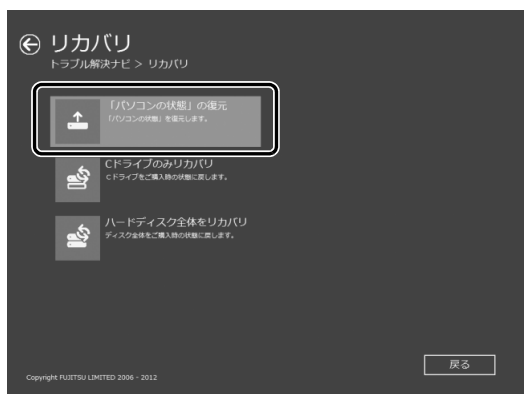 リカバリ
トラブル解決ナビ > リカバリ
「パソコンの状態」の復元
「パソコンの状態」を復元します。
Cドライブのみリカバリ
Cドライブをご購入時の状態に戻します。
ハードディスク全体をリカバリ
ディスク全体をご購入時の状態に戻します。
戻る
Copyright FUJITSU LIMITED 2006 - 2012